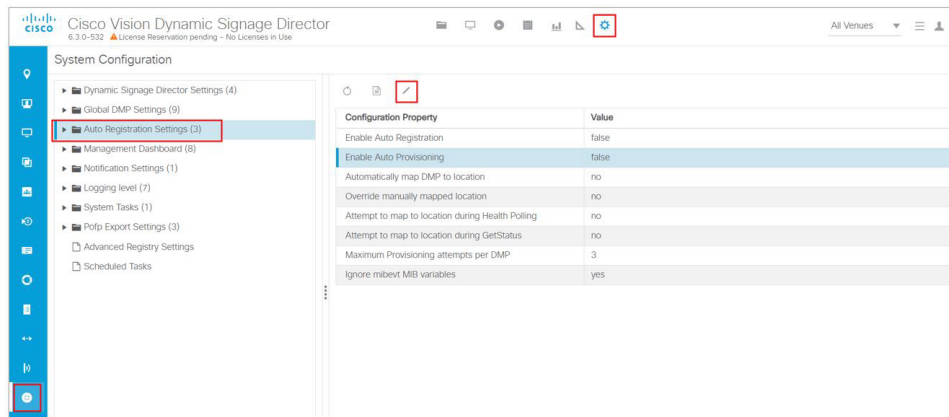 CISCO
Cisco Vision Dynamic Signage Director
6.3.0-532 License Reservation pending - No Licenses in Use
All Venues
System Configuration
Dynamic Signage Director Settings (4)
Global DMP Settings (9)
Auto Registration Settings (3)
Management Dashboard (8)
Notification Settings (1)
Logging level (7)
System Tasks (1)
Pofp Export Settings (3)
Advanced Registry Settings
Scheduled Tasks
Configuration Property Value
Enable Auto Registration false
Enable Auto Provisioning false
Automatically map DMP to location no
Override manually mapped location no
Attempt to map to location during Health Polling no
Attempt to map to location during GetStatus no
Maximum Provisioning attempts per DMP 3
Ignore mibevt MIB variables yes